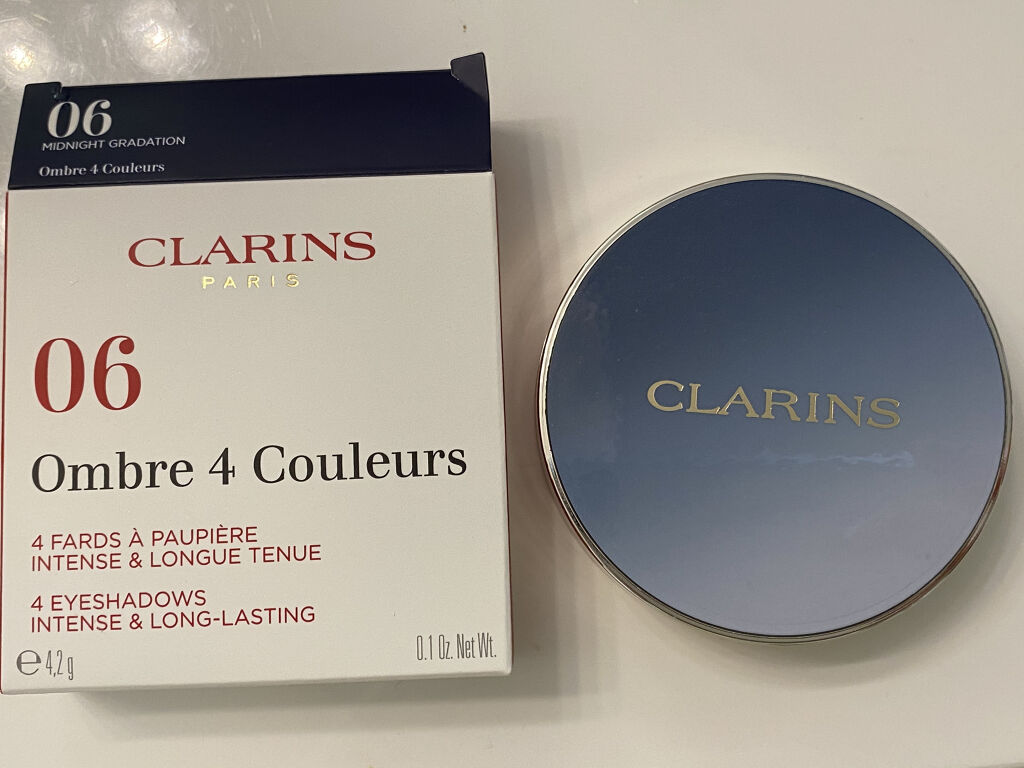 06
MIDNIGHT GRADATION
Ombre 4 Couleurs
CLARINS
PARIS
06
Ombre 4 Couleurs
4 FARDS À PAUPIÈRE
INTENSE & LONGUE TENUE
4 EYESHADOWS
INTENSE & LONG-LASTING
℮ 4,2 g
0.1 Oz. Net Wt.
CLARINS